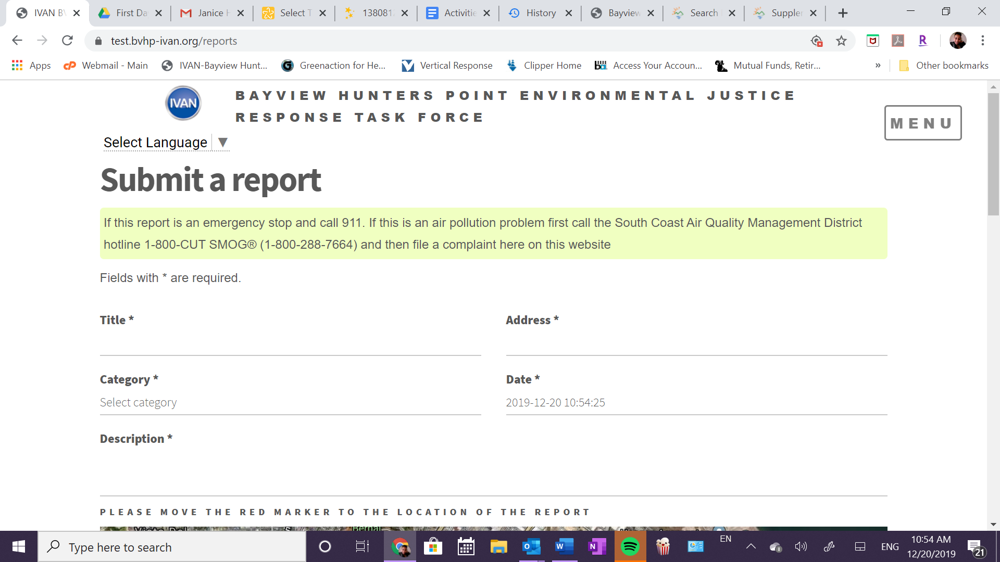 IVAN BV
First Da
Janice H
Select T
138081
Activitie
History
Bayview
Search
Supplem
test.bvhp-ivan.org/reports
Apps
Webmail - Main
IVAN-Bayview Hunt...
Greenaction for He...
Vertical Response
Clipper Home
Access Your Accoun...
Mutual Funds, Retir...
»
Other bookmarks
IVAN
BAYVIEW HUNTERS POINT ENVIRONMENTAL JUSTICE
RESPONSE TASK FORCE
MENU
Select Language ▼
Submit a report
If this report is an emergency stop and call 911. If this is an air pollution problem first call the South Coast Air Quality Management District
hotline 1-800-CUT SMOG® (1-800-288-7664) and then file a complaint here on this website
Fields with * are required.
Title *
Address *
Category *
Date *
Select category
2019-12-20 10:54:25
Description *
PLEASE MOVE THE RED MARKER TO THE LOCATION OF THE REPORT
Bernal
Type here to search
EN
ENG
10:54 AM
12/20/2019
21